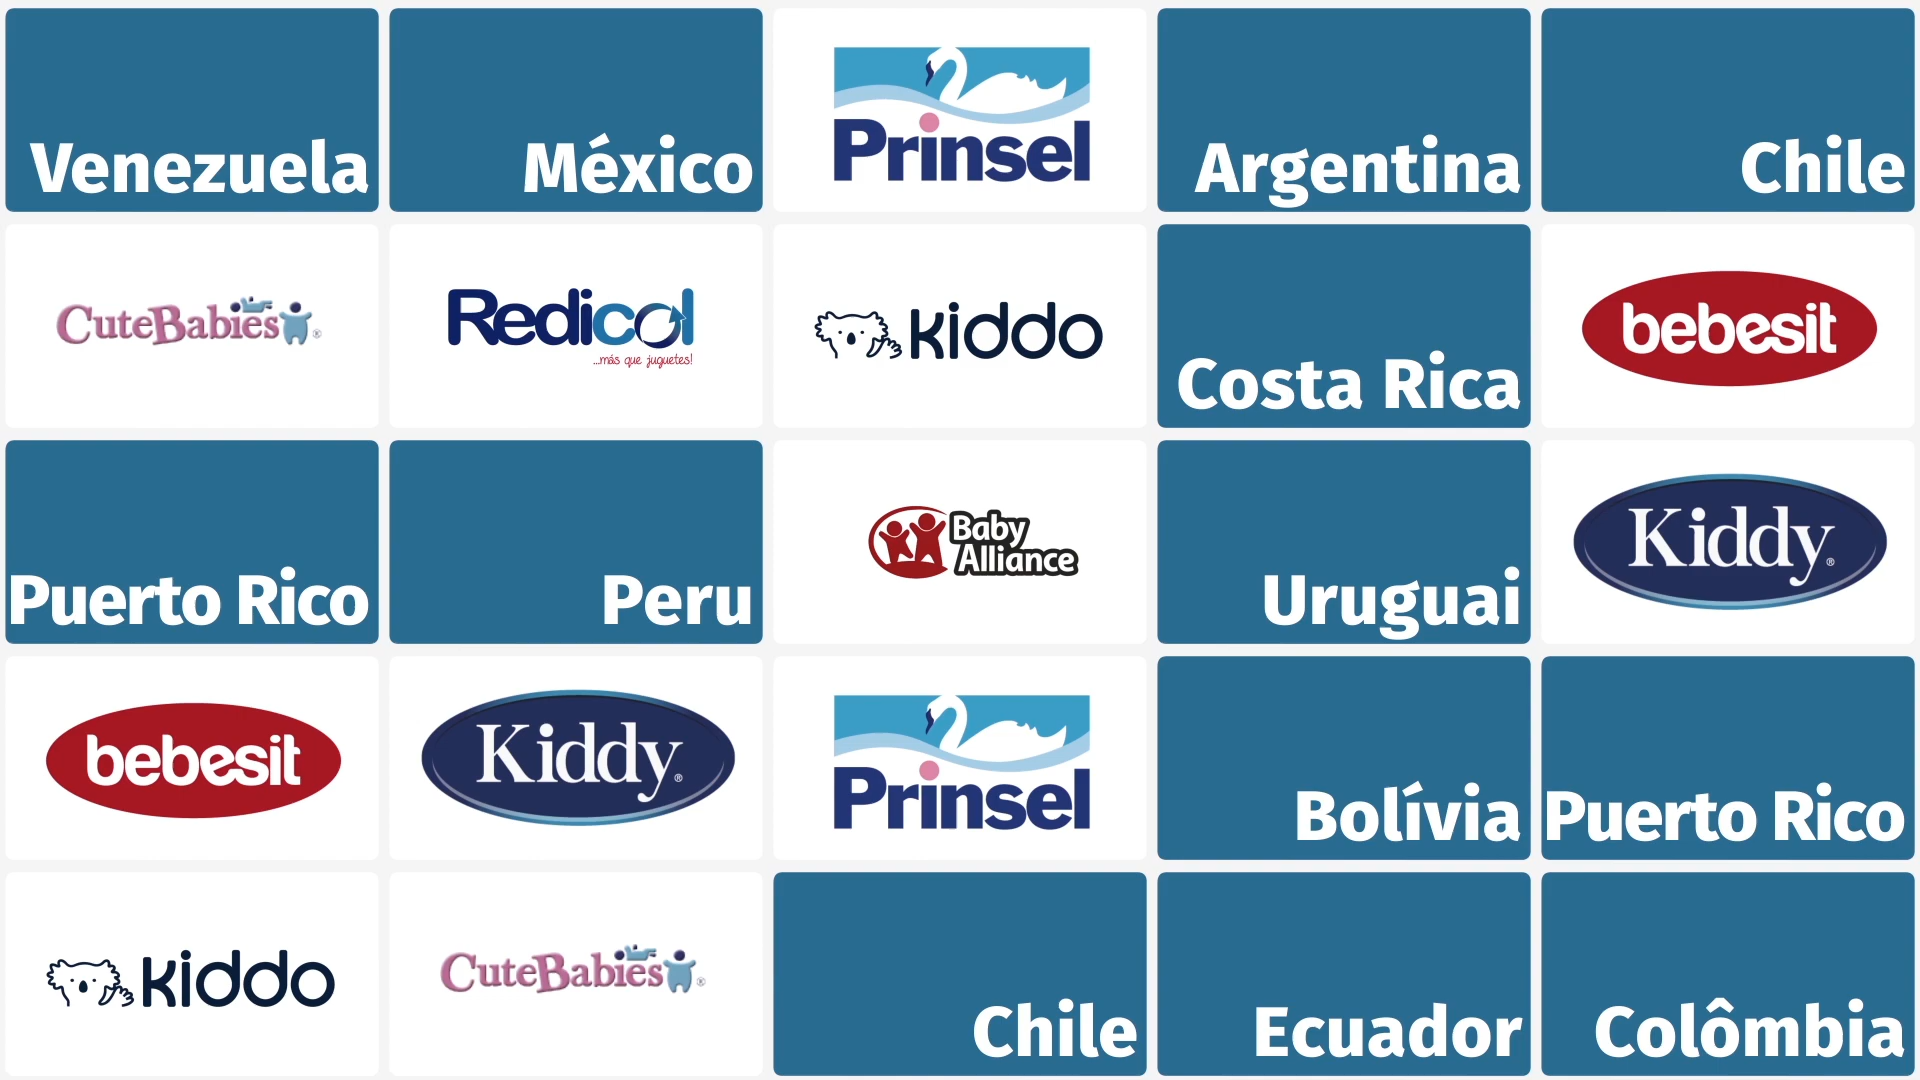 Venezuela
México
Prinsel
Argentina
Chile
CuteBabies®
Redicol
...más que juguetes!
kiddo
Costa Rica
bebesit
Puerto Rico
Peru
Baby
Alliance
Uruguai
Kiddy®
bebesit
Kiddy®
Prinsel
Bolívia
Puerto Rico
kiddo
CuteBabies®
Chile
Ecuador
Colômbia